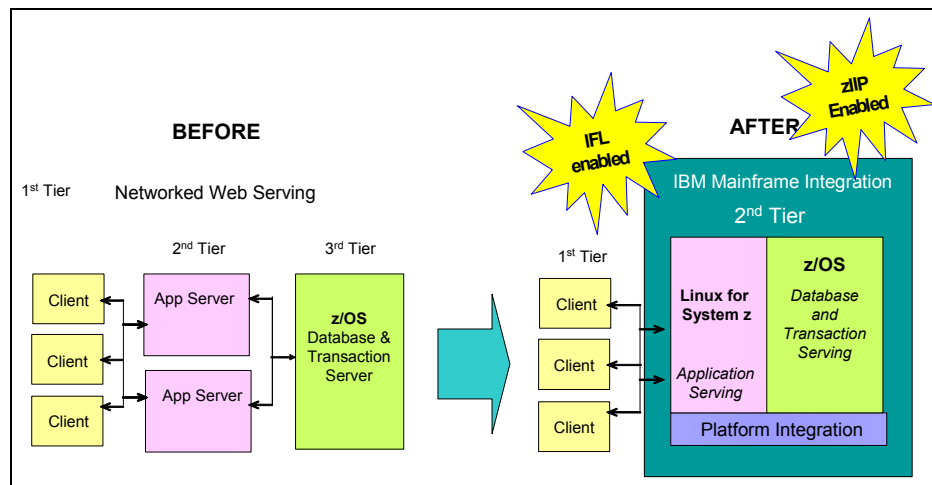 BEFORE
1st Tier
Networked Web Serving
2nd Tier
3rd Tier
Client
Client
Client
App Server
App Server
z/OS
Database &
Transaction
Server
IFL
enabled
zIIP
Enabled
AFTER
IBM Mainframe Integration
2nd Tier
1st Tier
Client
Client
Client
Linux for
System z
Application
Serving
z/OS
Database
and
Transaction
Serving
Platform Integration